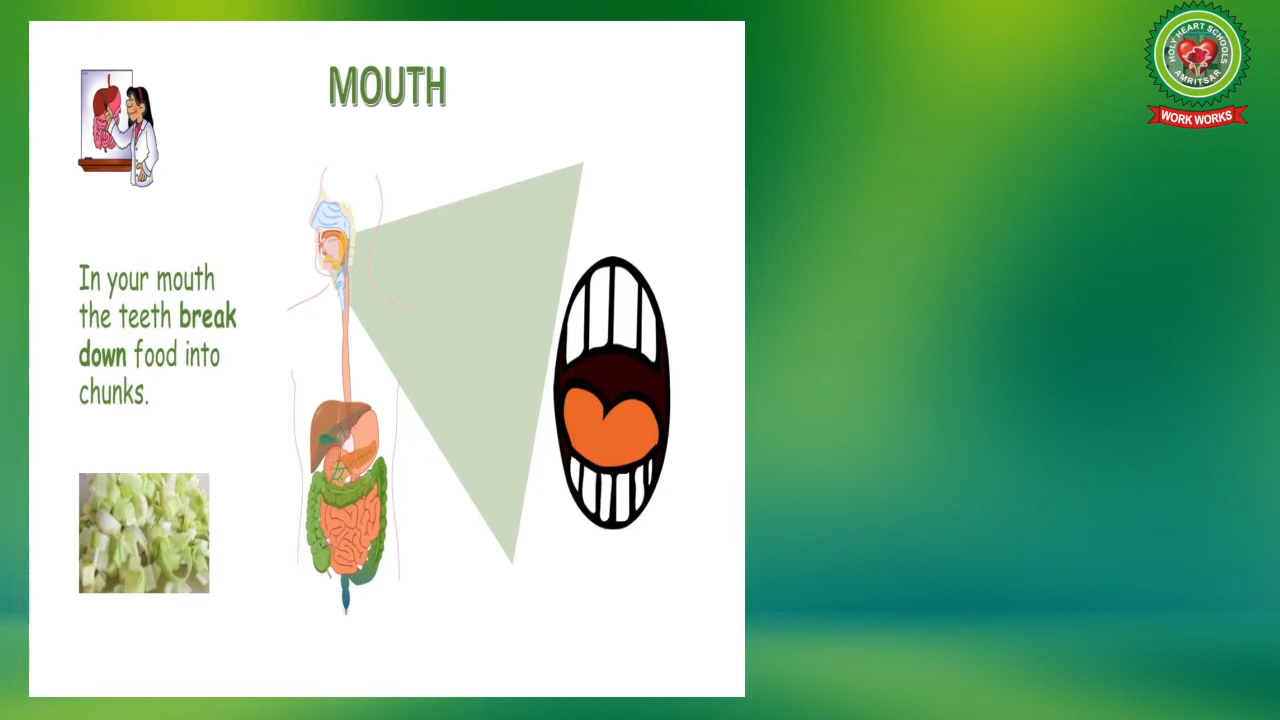 MOUTH
In your mouth
the teeth break
down food into
chunks.
HOLY HEART SCHOOLS
AMRITSAR
WORK WORKS